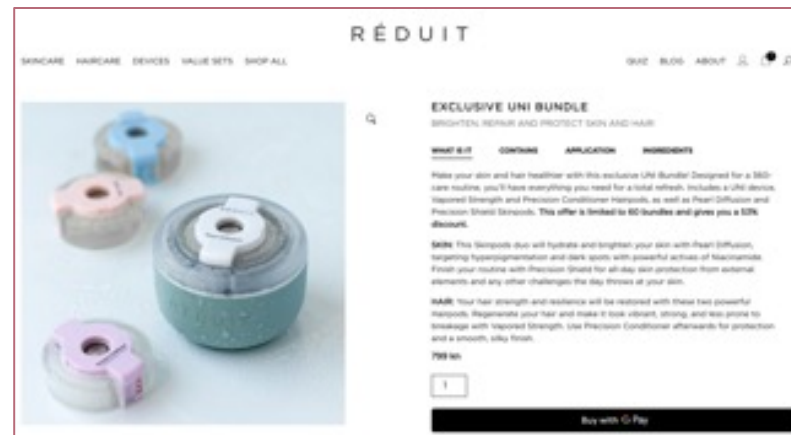 RÉDUIT
SKINCARE HAIRCARE DEVICES VALUE SETS SHOP ALL
QUIZ BLOG ABOUT
EXCLUSIVE UNI BUNDLE
BRIGHTEN, REPAIR AND PROTECT SKIN AND HAIR
WHAT IS IT CONTAINS APPLICATION INGREDIENTS
Make your skin and hair healthier with this exclusive UNI Bundle! Designed for a 360-
care routine, you'll have everything you need for a total refresh. Includes a UNI device,
Vapored Strength and Precision Conditioner Hairpods, as well as Pearl Diffusion and
Precision Shield Skinpods. This offer is limited to 60 bundles and gives you a 53%
discount.
SKIN: This Skinpods duo will hydrate and brighten your skin with Pearl Diffusion,
targeting hyperpigmentation and dark spots with powerful actives of Niacinamide.
Finish your routine with Precision Shield for all-day skin protection from external
elements and any other challenges the day throws at your skin.
HAIR: Your hair strength and resilience will be restored with these two powerful
Hairpods. Regenerate your hair and make it look vibrant, strong, and less prone to
breakage with Vapored Strength. Use Precision Conditioner afterwards for protection
and a smooth, silky finish.
799 kn
1
Buy with G Pay